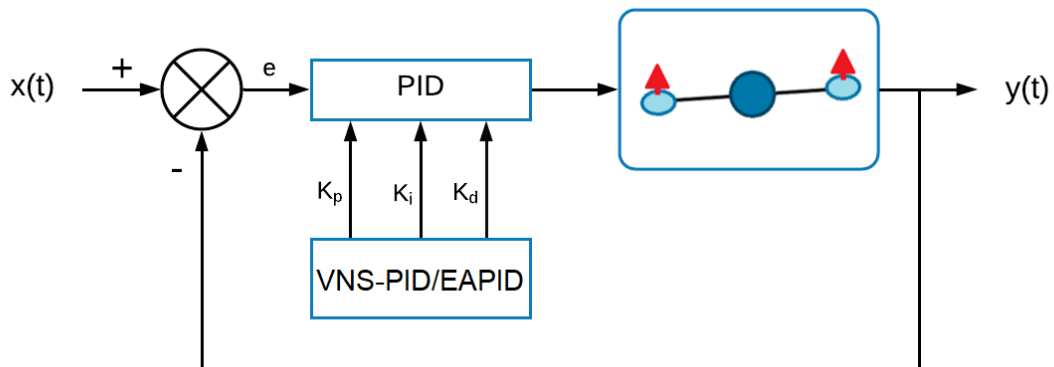 x(t)
+
e
PID
y(t)
-
Kp
Ki
Kd
VNS-PID/EAPID